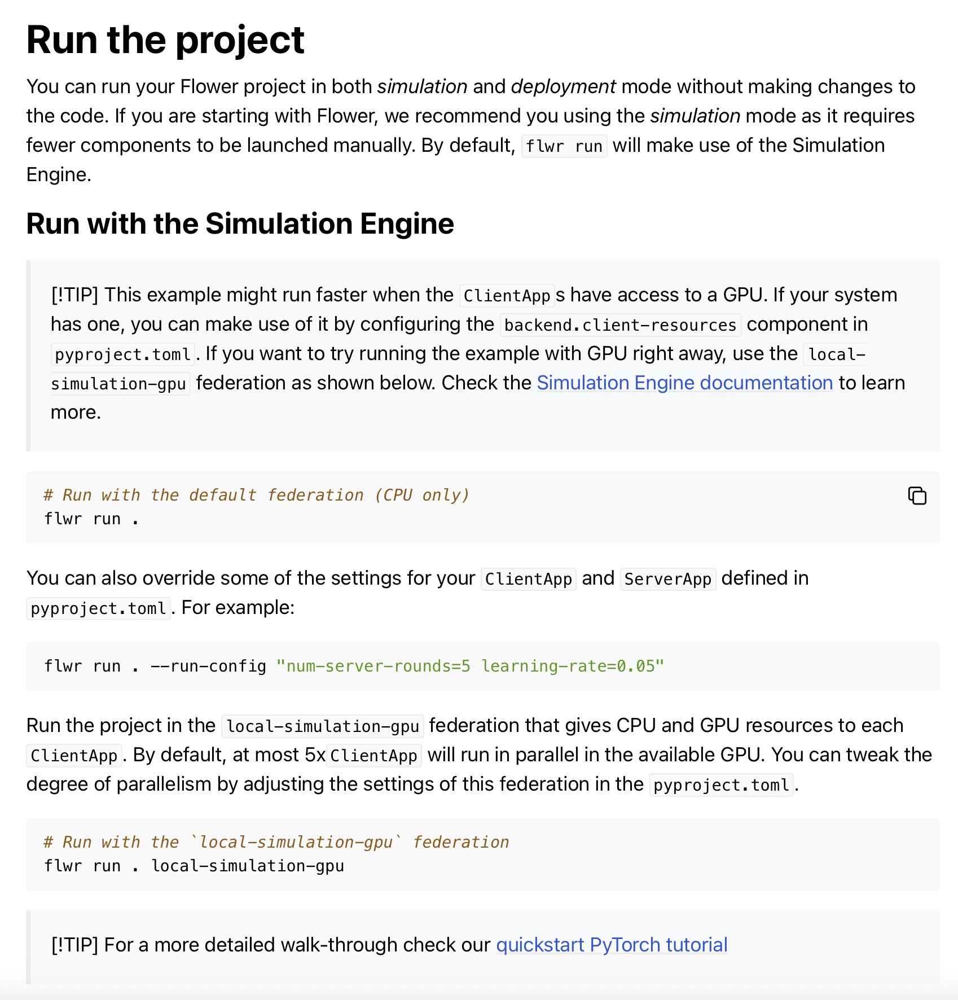 Run the project
You can run your Flower project in both simulation and deployment mode without making changes to
the code. If you are starting with Flower, we recommend you using the simulation mode as it requires
fewer components to be launched manually. By default, flwr run will make use of the Simulation
Engine.
Run with the Simulation Engine
[!TIP] This example might run faster when the ClientApps have access to a GPU. If your system
has one, you can make use of it by configuring the backend.client-resources component in
pyproject.toml. If you want to try running the example with GPU right away, use the local-
simulation-gpu federation as shown below. Check the Simulation Engine documentation to learn
more.
# Run with the default federation (CPU only)
flwr run .
You can also override some of the settings for your ClientApp and ServerApp defined in
pyproject.toml. For example:
flwr run . --run-config "num-server-rounds=5 learning-rate=0.05"
Run the project in the local-simulation-gpu federation that gives CPU and GPU resources to each
ClientApp. By default, at most 5xClientApp will run in parallel in the available GPU. You can tweak the
degree of parallelism by adjusting the settings of this federation in the pyproject.toml.
# Run with the `local-simulation-gpu` federation
flwr run . local-simulation-gpu
[!TIP] For a more detailed walk-through check our quickstart PyTorch tutorial